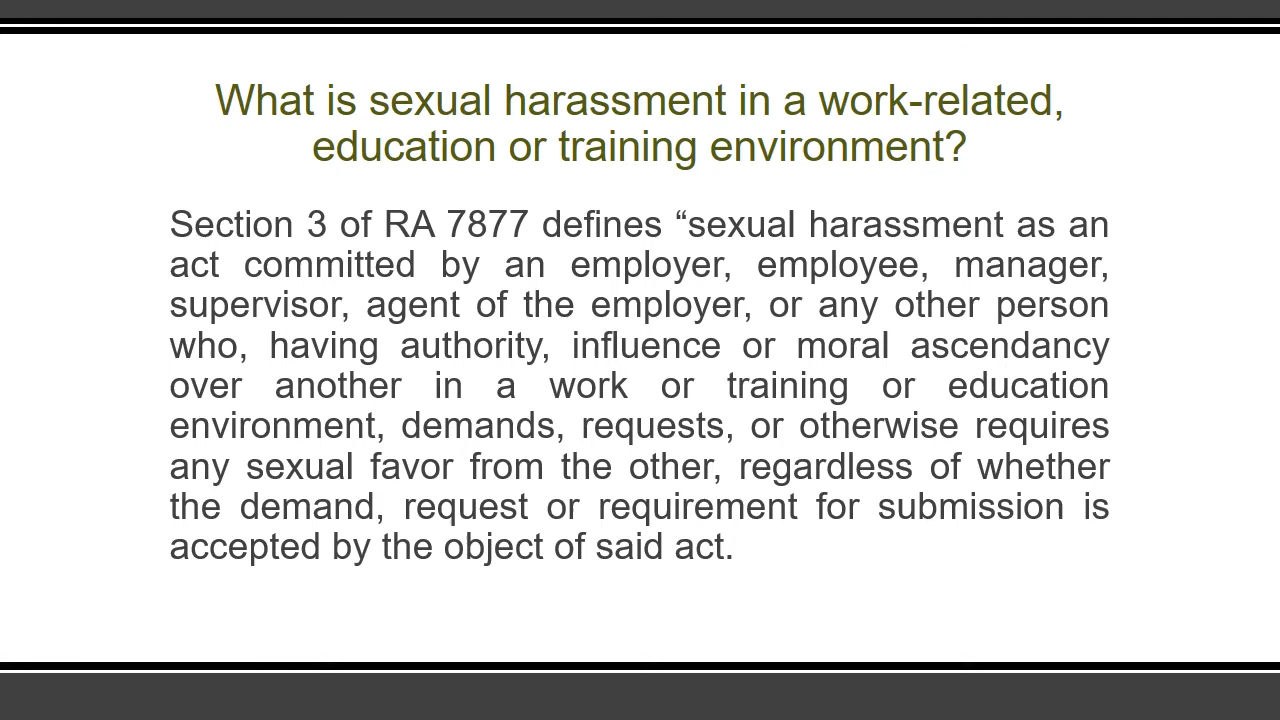 What is sexual harassment in a work-related,
education or training environment?
Section 3 of RA 7877 defines “sexual harassment as an
act committed by an employer, employee, manager,
supervisor, agent of the employer, or any other person
who, having authority, influence or moral ascendancy
over another in a work or training or education
environment, demands, requests, or otherwise requires
any sexual favor from the other, regardless of whether
the demand, request or requirement for submission is
accepted by the object of said act.